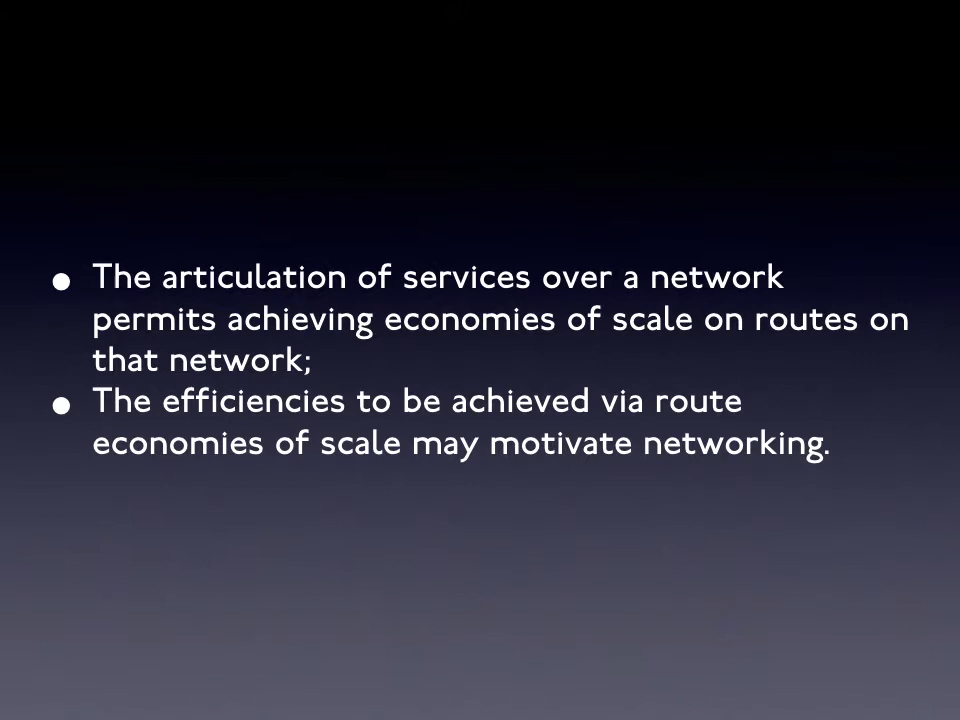 • The articulation of services over a network
permits achieving economies of scale on routes on
that network;
• The efficiencies to be achieved via route
economies of scale may motivate networking.